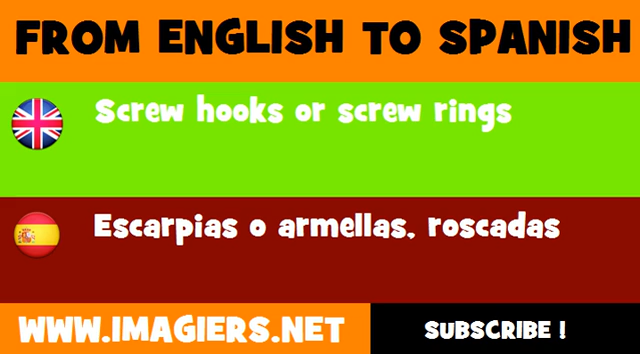 FROM ENGLISH TO SPANISH
Screw hooks or screw rings
Escarpias o armellas, roscadas
WWW.IMAGIERS.NET
SUBSCRIBE !